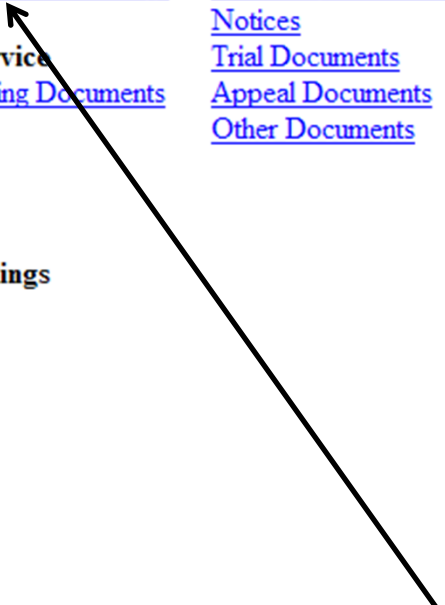 Notices
vice
Trial Documents
ing Documents
Appeal Documents
Other Documents
ings